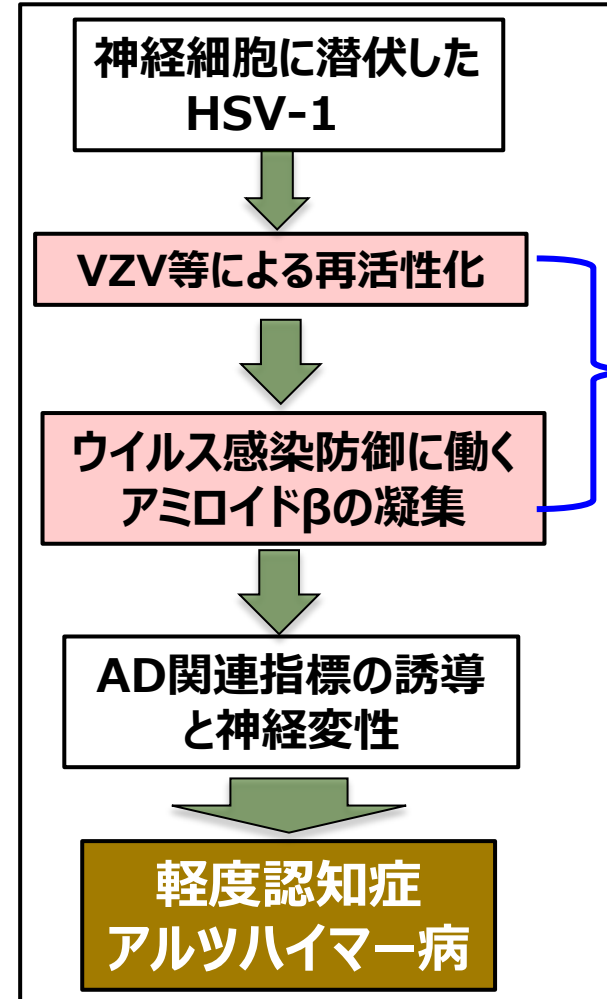 神経細胞に潜伏した
HSV-1
VZV等による再活性化
ウイルス感染防御に働く
アミロイドβの凝集
AD関連指標の誘導
と神経変性
軽度認知症
アルツハイマー病